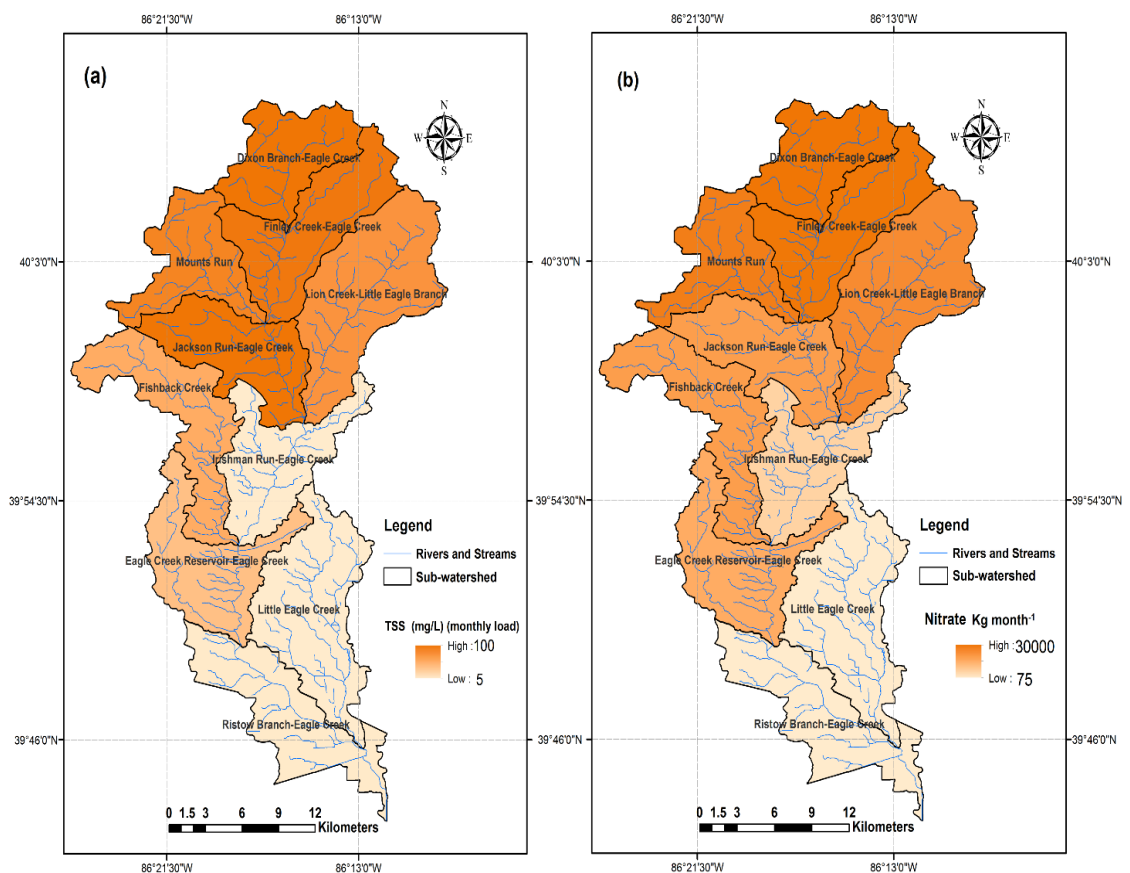 86°21'30"W 86°13'0"W
(a)
N
W E
S
Dixon Branch-Eagle Creek
Finley Creek-Eagle Creek
40°3'0"N
Mounts Run
Lion Creek-Little Eagle Branch
Jackson Run-Eagle Creek
Fishback Creek
Irishman Run-Eagle Creek
39°54'30"N
Legend
Rivers and Streams
Sub-watershed
Eagle Creek Reservoir-Eagle Creek
Little Eagle Creek
TSS (mg/L) (monthly load)
High : 100
Low : 5
Ristow Branch-Eagle Creek
39°46'0"N
0 1.5 3 6 9 12
Kilometers
86°21'30"W 86°13'0"W
86°21'30"W 86°13'0"W
(b)
N
W E
S
Dixon Branch-Eagle Creek
Finley Creek-Eagle Creek
40°3'0"N
Mounts Run
Lion Creek-Little Eagle Branch
Jackson Run-Eagle Creek
Fishback Creek
Irishman Run-Eagle Creek
39°54'30"N
Legend
Rivers and Streams
Sub-watershed
Eagle Creek Reservoir-Eagle Creek
Little Eagle Creek
Nitrate Kg month⁻¹
High : 30000
Low : 75
Ristow Branch-Eagle Creek
39°46'0"N
0 1.5 3 6 9 12
Kilometers
86°21'30"W 86°13'0"W